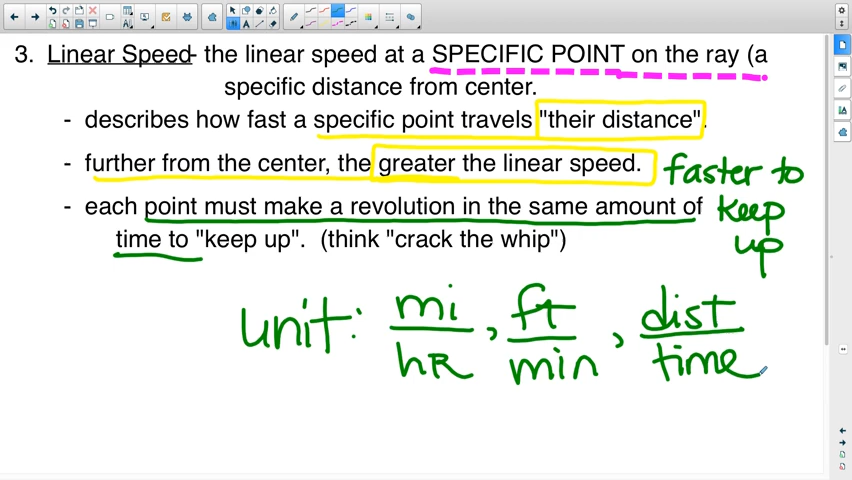 3. Linear Speed- the linear speed at a SPECIFIC POINT on the ray (a
specific distance from center.
- describes how fast a specific point travels "their distance".
- further from the center, the greater the linear speed. faster to
- each point must make a revolution in the same amount of keep
time to "keep up". (think "crack the whip") up
unit: mi/hR, ft/min, dist/time